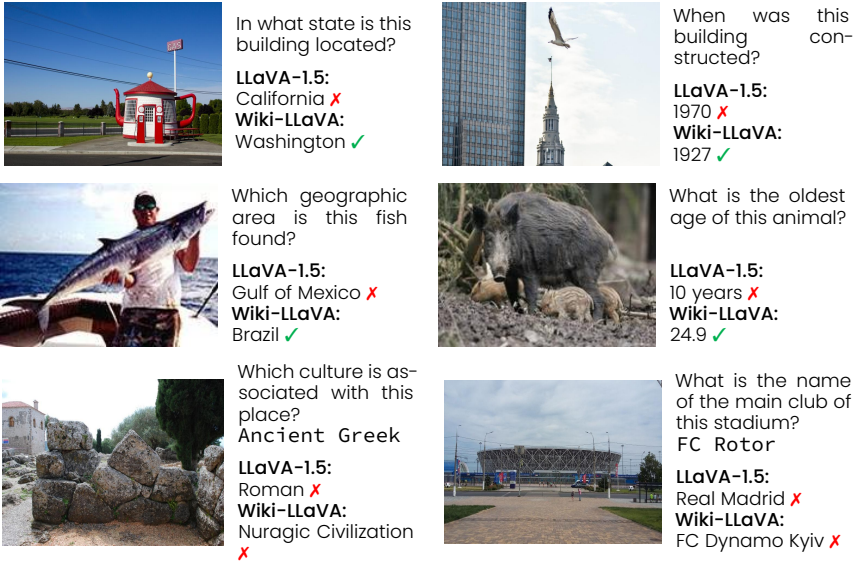 GAS
In what state is this
building located?
LLaVA-1.5:
California ✗
Wiki-LLaVA:
Washington ✓
When was this
building con-
structed?
LLaVA-1.5:
1970 ✗
Wiki-LLaVA:
1927 ✓
Which geographic
area is this fish
found?
LLaVA-1.5:
Gulf of Mexico ✗
Wiki-LLaVA:
Brazil ✓
What is the oldest
age of this animal?
LLaVA-1.5:
10 years ✗
Wiki-LLaVA:
24.9 ✓
Which culture is as-
sociated with this
place?
Ancient Greek
LLaVA-1.5:
Roman ✗
Wiki-LLaVA:
Nuragic Civilization
✗
What is the name
of the main club of
this stadium?
FC Rotor
LLaVA-1.5:
Real Madrid ✗
Wiki-LLaVA:
FC Dynamo Kyiv ✗